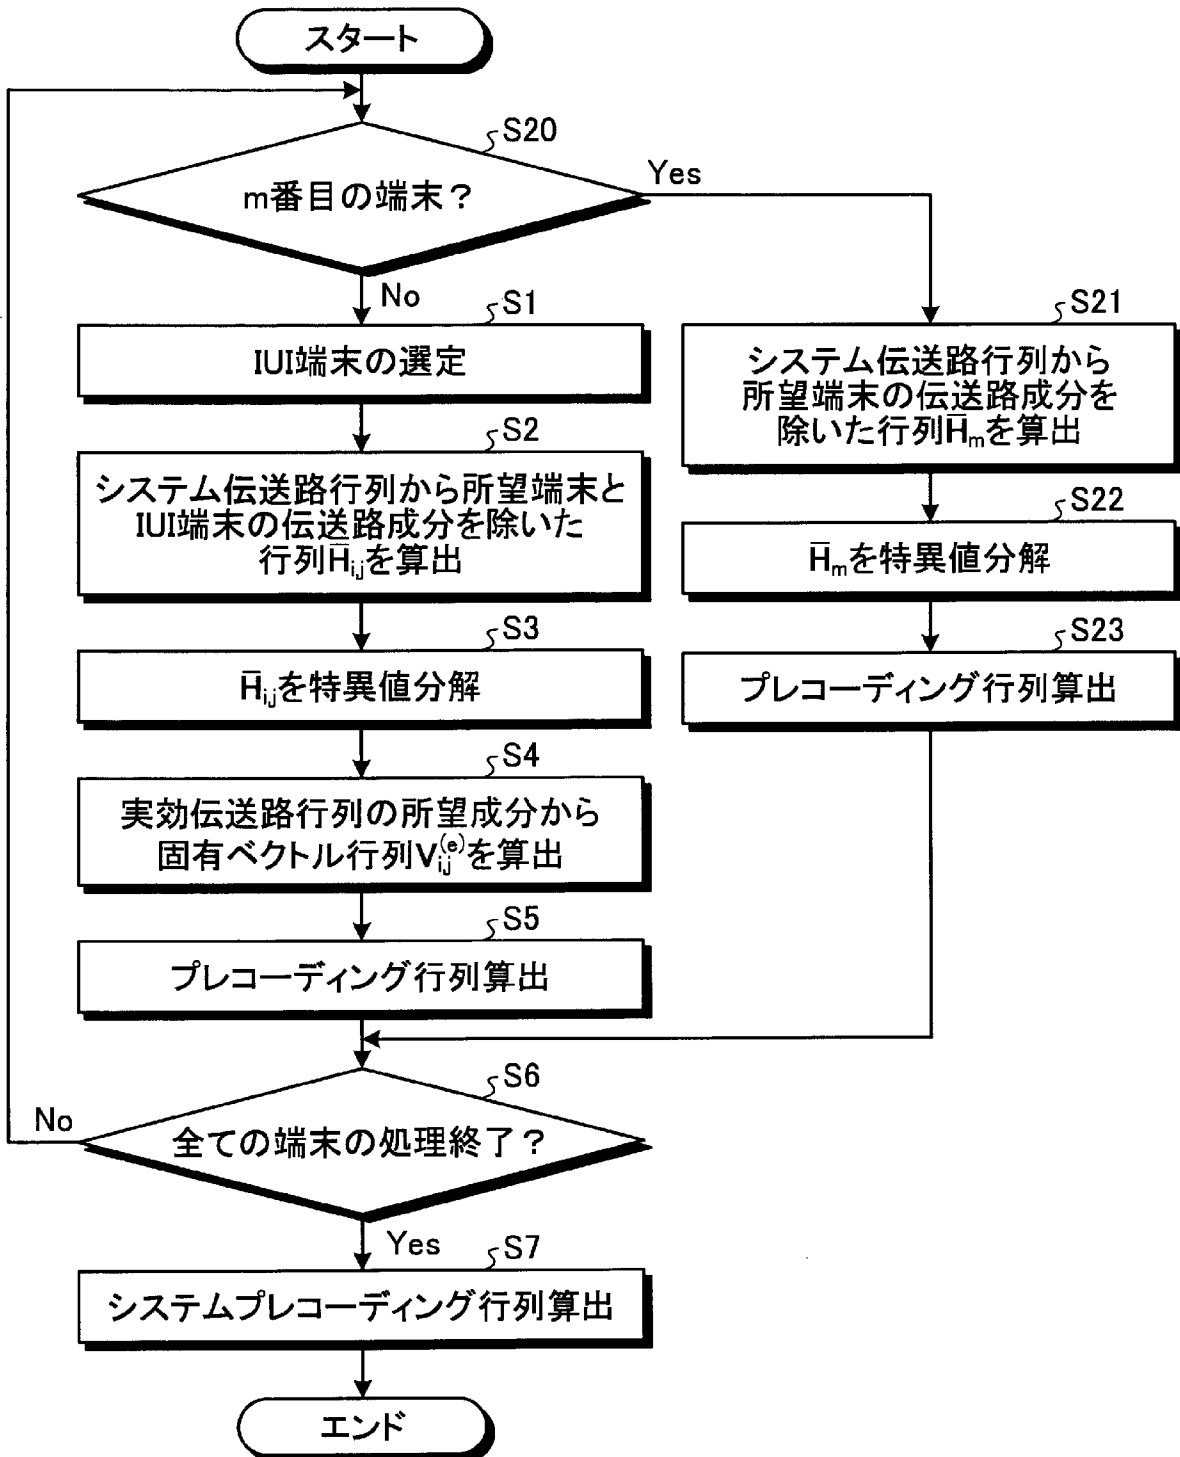 スタート
S20
m番目の端末？
Yes
No
S1
IUI端末の選定
S2
システム伝送路行列から所望端末と
IUI端末の伝送路成分を除いた
行列H̿ijを算出
S3
H̿ijを特異値分解
S4
実効伝送路行列の所望成分から
固有ベクトル行列Vij(e)を算出
S5
プレコーディング行列算出
S21
システム伝送路行列から
所望端末の伝送路成分を
除いた行列H̅mを算出
S22
H̅mを特異値分解
S23
プレコーディング行列算出
S6
全ての端末の処理終了？
No
Yes
S7
システムプレコーディング行列算出
エンド